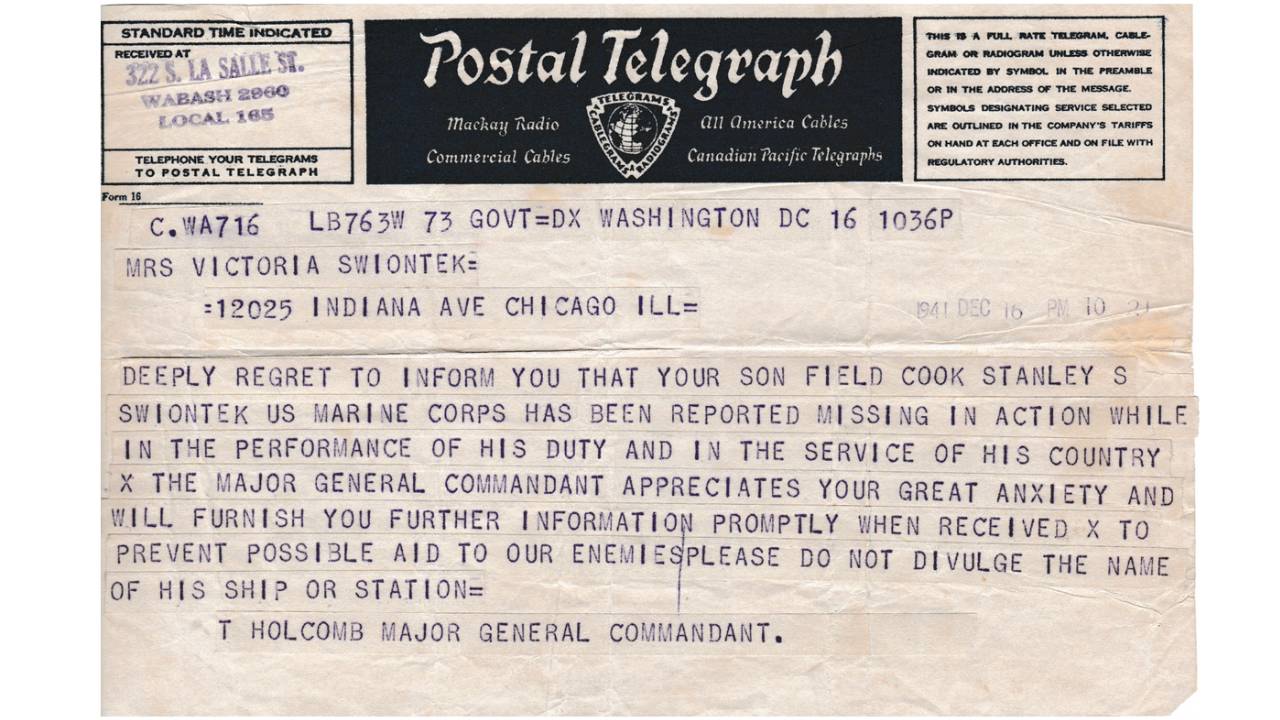 STANDARD TIME INDICATED
RECEIVED AT
322 S. LA SALLE ST.
WABASH 2960
LOCAL 165
TELEPHONE YOUR TELEGRAMS
TO POSTAL TELEGRAPH
Postal Telegraph
Mackay Radio
Commercial Cables
TELEGRAMS
CABLEGRAMS
RADIOGRAMS
All America Cables
Canadian Pacific Telegraphs
THIS IS A FULL RATE TELEGRAM, CABLE-
GRAM OR RADIOGRAM UNLESS OTHERWISE
INDICATED BY SYMBOL IN THE PREAMBLE
OR IN THE ADDRESS OF THE MESSAGE.
SYMBOLS DESIGNATING SERVICE SELECTED
ARE OUTLINED IN THE COMPANY'S TARIFFS
ON HAND AT EACH OFFICE AND ON FILE WITH
REGULATORY AUTHORITIES.
Form 16
C.WA716 LB763W 73 GOVT=DX WASHINGTON DC 16 1036P
MRS VICTORIA SWIONTEK=
=12025 INDIANA AVE CHICAGO ILL=
1941 DEC 16 PM 10
DEEPLY REGRET TO INFORM YOU THAT YOUR SON FIELD COOK STANLEY S
SWIONTEK US MARINE CORPS HAS BEEN REPORTED MISSING IN ACTION WHILE
IN THE PERFORMANCE OF HIS DUTY AND IN THE SERVICE OF HIS COUNTRY
X THE MAJOR GENERAL COMMANDANT APPRECIATES YOUR GREAT ANXIETY AND
WILL FURNISH YOU FURTHER INFORMATION PROMPTLY WHEN RECEIVED X TO
PREVENT POSSIBLE AID TO OUR ENEMIES PLEASE DO NOT DIVULGE THE NAME
OF HIS SHIP OR STATION=
T HOLCOMB MAJOR GENERAL COMMANDANT.